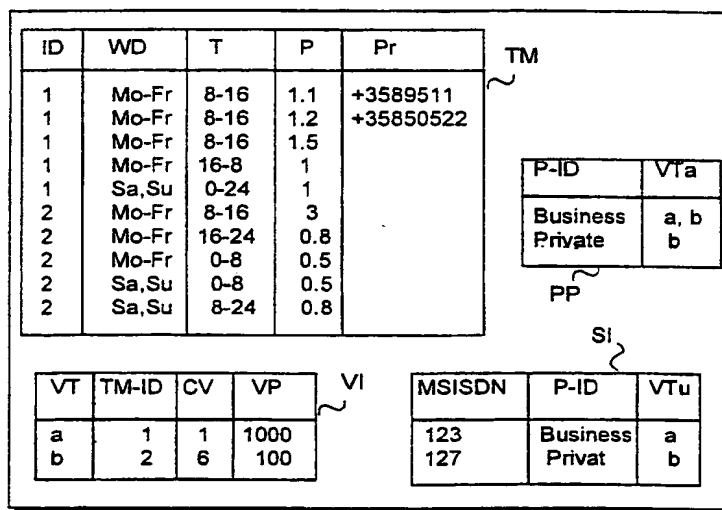 ID WD T P Pr
1 Mo-Fr 8-16 1.1 +3589511
1 Mo-Fr 8-16 1.2 +35850522
1 Mo-Fr 8-16 1.5
1 Mo-Fr 16-8 1
1 Sa,Su 0-24 1
2 Mo-Fr 8-16 3
2 Mo-Fr 16-24 0.8
2 Mo-Fr 0-8 0.5
2 Sa,Su 0-8 0.5
2 Sa,Su 8-24 0.8
TM
P-ID VTa
Business a, b
Private b
PP
VT TM-ID CV VP
a 1 1 1000
b 2 6 100
VI
SI
MSISDN P-ID VTu
123 Business a
127 Privat b